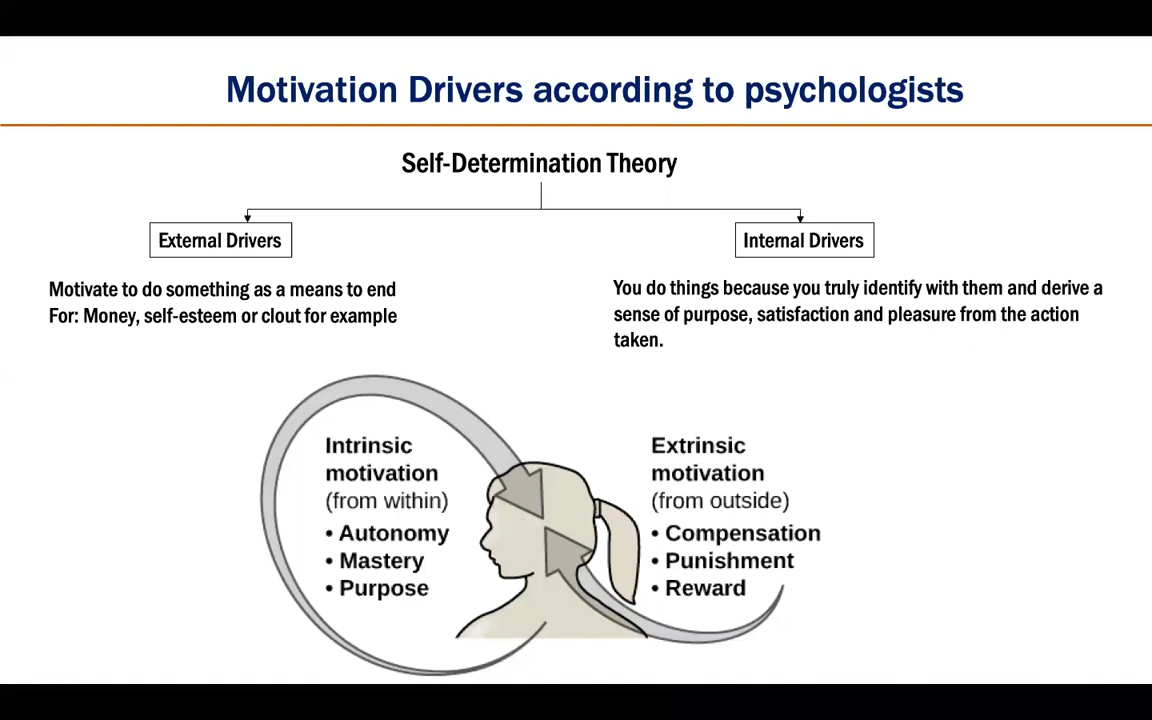 Motivation Drivers according to psychologists
Self-Determination Theory
External Drivers
Motivate to do something as a means to end
For: Money, self-esteem or clout for example
Internal Drivers
You do things because you truly identify with them and derive a
sense of purpose, satisfaction and pleasure from the action
taken.
Intrinsic
motivation
(from within)
• Autonomy
• Mastery
• Purpose
Extrinsic
motivation
(from outside)
• Compensation
• Punishment
• Reward